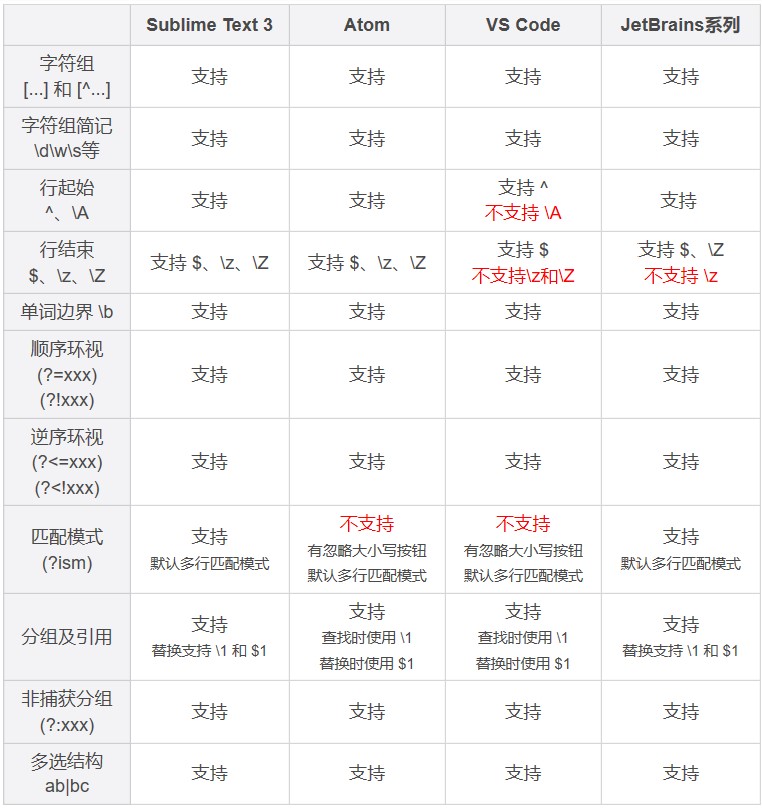 Sublime Text 3 Atom VS Code JetBrains系列
字符组
[...] 和 [^...]
支持 支持 支持 支持
字符组简记
\d\w\s等
支持 支持 支持 支持
行起始
^、\A
支持 支持
支持 ^
不支持 \A
支持
行结束
$、\z、\Z
支持 $、\z、\Z 支持 $、\z、\Z
支持 $
不支持\z和\Z
支持 $、\Z
不支持 \z
单词边界 \b 支持 支持 支持 支持
顺序环视
(?=xxx)
(?!xxx)
支持 支持 支持 支持
逆序环视
(?<=xxx)
(?<!xxx)
支持 支持 支持 支持
匹配模式
(?ism)
支持
默认多行匹配模式
不支持
有忽略大小写按钮
默认多行匹配模式
不支持
有忽略大小写按钮
默认多行匹配模式
支持
默认多行匹配模式
分组及引用
支持
替换支持 \1 和 $1
支持
查找时使用 \1
替换时使用 $1
支持
查找时使用 \1
替换时使用 $1
支持
替换支持 \1 和 $1
非捕获分组
(?:xxx)
支持 支持 支持 支持
多选结构
ab|bc
支持 支持 支持 支持